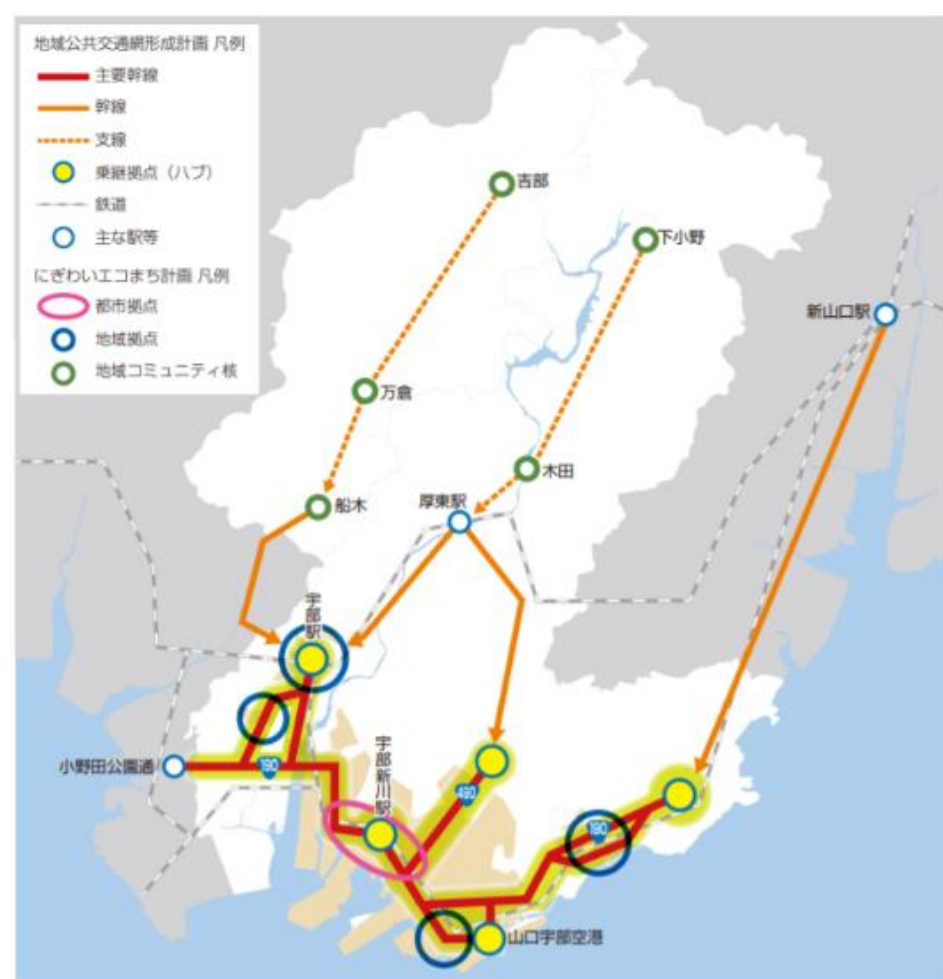 地域公共交通網形成計画 凡例
主要幹線
幹線
支線
乗継拠点（ハブ）
鉄道
主な駅等
にぎわいエコまち計画 凡例
都市拠点
地域拠点
地域コミュニティ核
吉部
下小野
新山口駅
万倉
木田
船木
厚東駅
宇部駅
小野田公園通
190
宇部新川駅
490
190
山口宇部空港